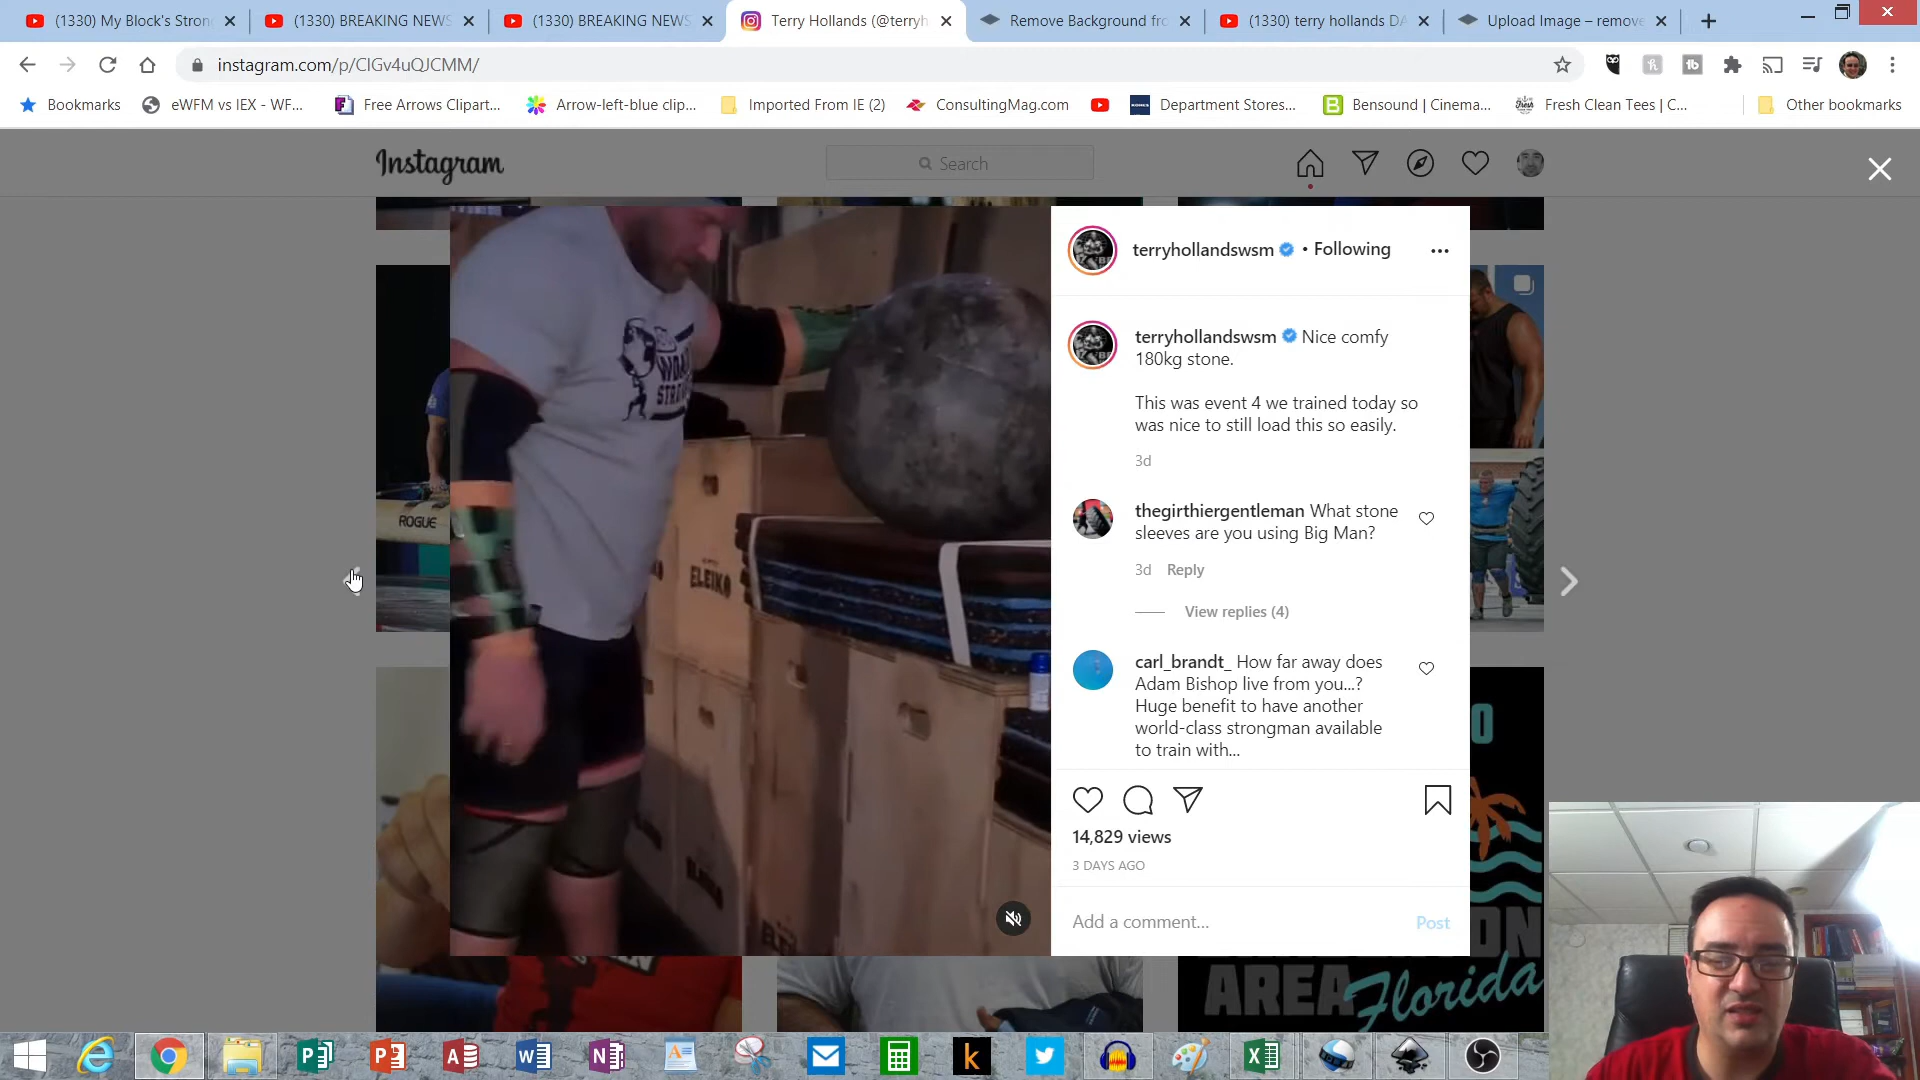 (1330) My Block's Stron
(1330) BREAKING NEWS
(1330) BREAKING NEWS
Terry Hollands (@terryh
Remove Background fro
(1330) terry hollands DA
Upload Image – remove
instagram.com/p/CIGv4uQJCMM/
Bookmarks
eWFM vs IEX - WF...
Free Arrows Clipart...
Arrow-left-blue clip...
Imported From IE (2)
ConsultingMag.com
Department Stores...
Bensound | Cinema...
Fresh Clean Tees | C...
Other bookmarks
Instagram
Search
terryhollandswsm • Following
terryhollandswsm Nice comfy
180kg stone.
This was event 4 we trained today so
was nice to still load this so easily.
3d
thegirthiergentleman What stone
sleeves are you using Big Man?
3d Reply
View replies (4)
carl_brandt_ How far away does
Adam Bishop live from you...?
Huge benefit to have another
world-class strongman available
to train with...
14,829 views
3 DAYS AGO
Add a comment...
Post
ROGUE
ELEIKO
AREA
Florida